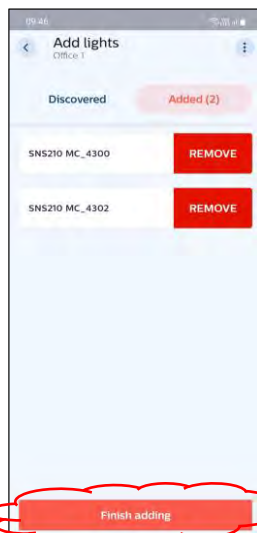 09:46
Add lights
Office 1
Discovered
Added (2)
SNS210 MC_4300
REMOVE
SNS210 MC_4302
REMOVE
Finish adding